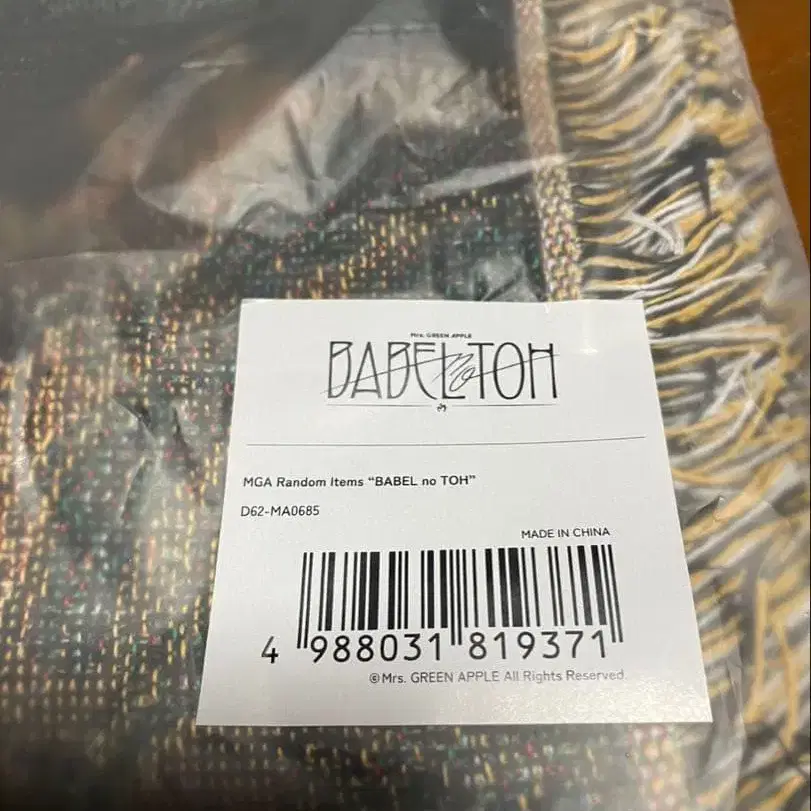 Mrs. GREEN APPLE
BABEL no TOH
MGA Random Items “BABEL no TOH”
D62-MA0685
MADE IN CHINA
4 988031 819371
©Mrs. GREEN APPLE All Rights Reserved.